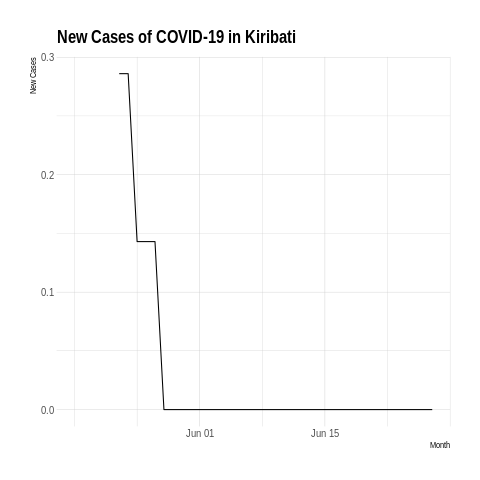 New Cases of COVID-19 in Kiribati
New Cases
0.3
0.2
0.1
0.0
Jun 01 Jun 15
Month